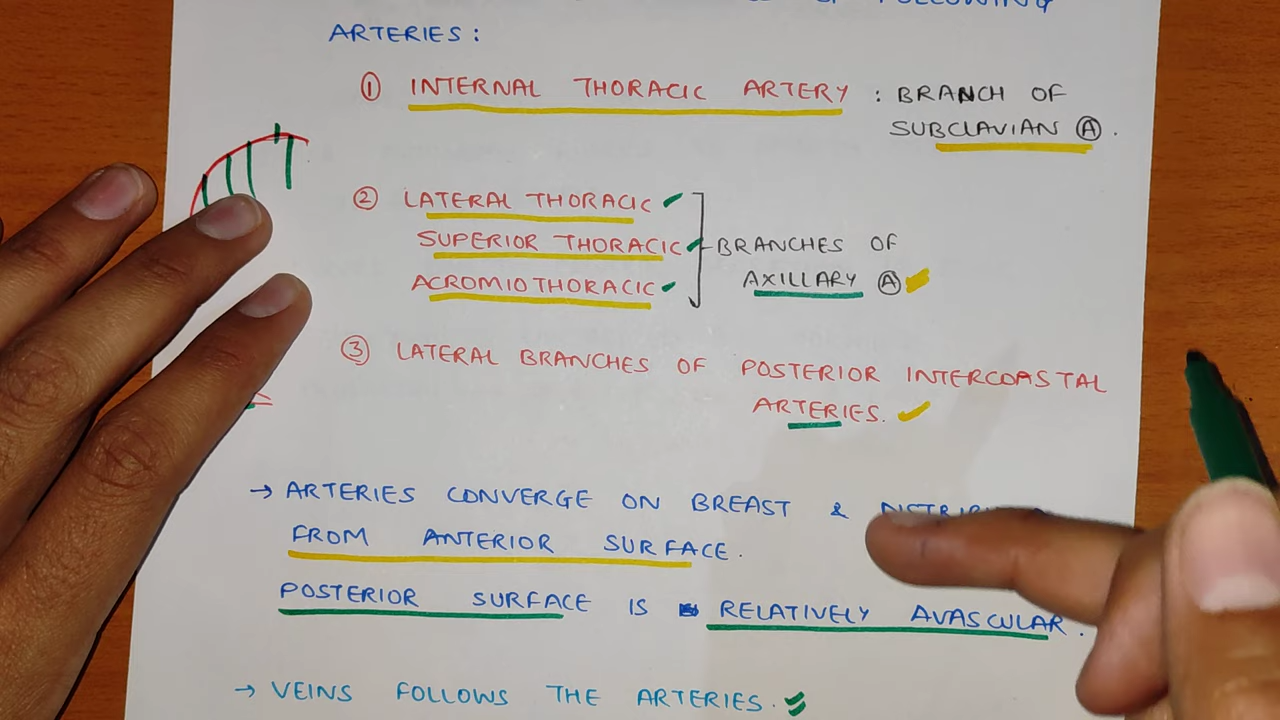 FOLLOWING
ARTERIES:
① INTERNAL THORACIC ARTERY : BRANCH OF
SUBCLAVIAN Ⓐ.
② LATERAL THORACIC
SUPERIOR THORACIC
ACROMIOTHORACIC
BRANCHES OF
AXILLARY Ⓐ
③ LATERAL BRANCHES OF POSTERIOR INTERCOASTAL
ARTERIES.
→ ARTERIES CONVERGE ON BREAST &
FROM ANTERIOR SURFACE.
POSTERIOR SURFACE IS RELATIVELY AVASCULAR.
→ VEINS FOLLOWS THE ARTERIES.